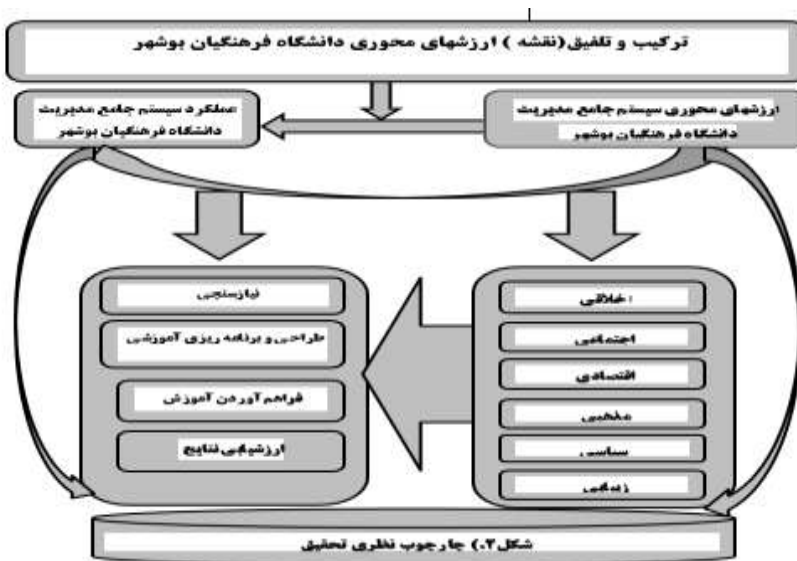 ترکیب و تلفیق(نقشه ) ارزشهای محوری دانشگاه فرهنگیان بوشهر
ارزشهای محوری سیستم جامع مدیریت
دانشگاه فرهنگیان بوشهر
عملکرد سیستم جامع مدیریت
دانشگاه فرهنگیان بوشهر
اخلاقی
اجتماعی
اقتصادی
مذهبی
سیاسی
زیبایی
نیازسنجی
طراحی و برنامه ریزی آموزشی
فراهم آوردن آموزش
ارزشیابی نتایج
شکل۲.) چارچوب نظری تحقیق